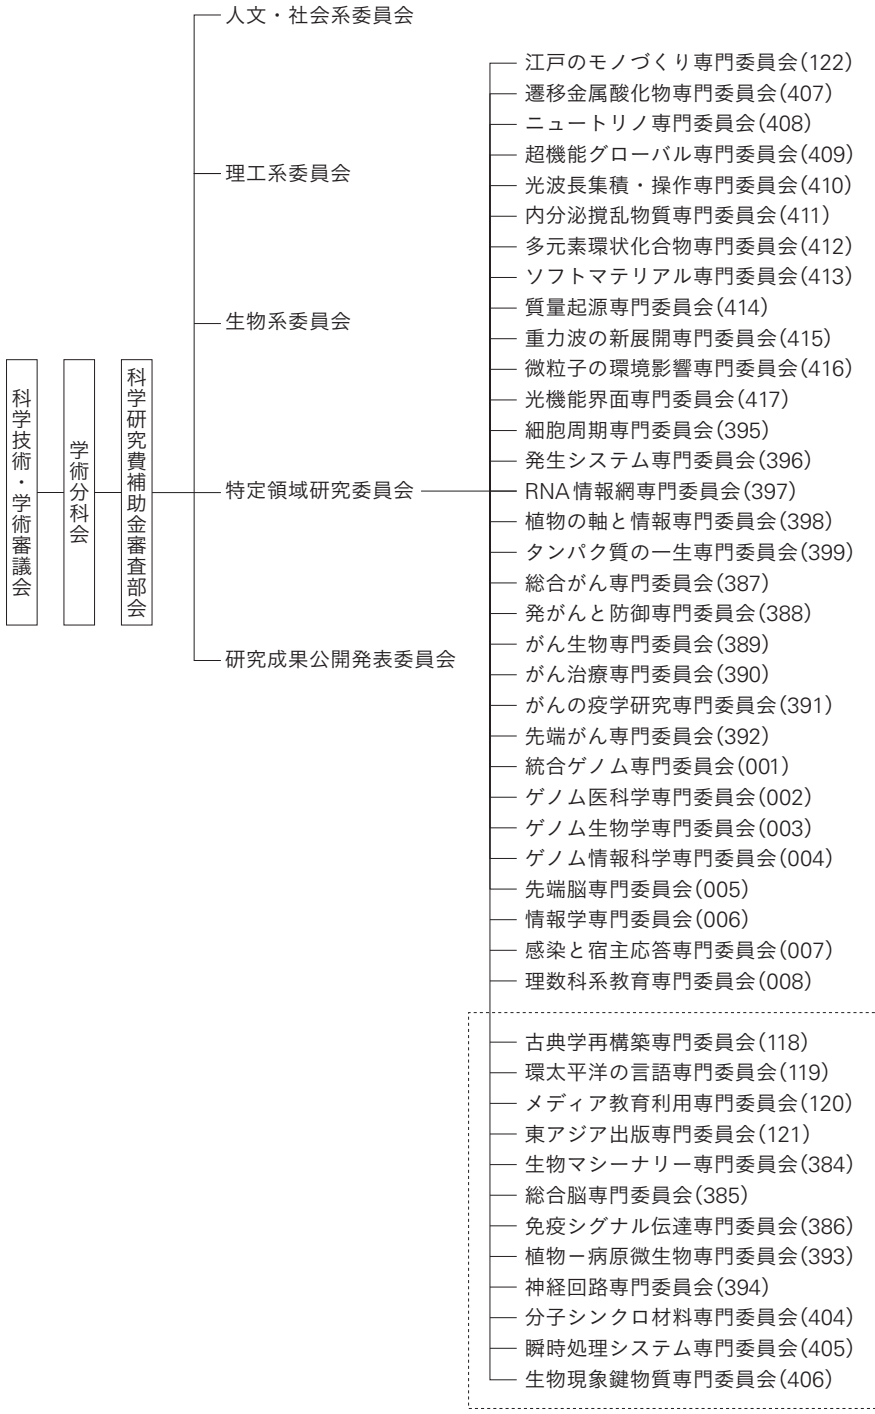 科学技術・学術審議会
学術分科会
科学研究費補助金審査部会
人文・社会系委員会
理工系委員会
生物系委員会
特定領域研究委員会
研究成果公開発表委員会
江戸のモノづくり専門委員会(122)
遷移金属酸化物専門委員会(407)
ニュートリノ専門委員会(408)
超機能グローバル専門委員会(409)
光波長集積・操作専門委員会(410)
内分泌撹乱物質専門委員会(411)
多元素環状化合物専門委員会(412)
ソフトマテリアル専門委員会(413)
質量起源専門委員会(414)
重力波の新展開専門委員会(415)
微粒子の環境影響専門委員会(416)
光機能界面専門委員会(417)
細胞周期専門委員会(395)
発生システム専門委員会(396)
RNA情報網専門委員会(397)
植物の軸と情報専門委員会(398)
タンパク質の一生専門委員会(399)
総合がん専門委員会(387)
発がんと防御専門委員会(388)
がん生物専門委員会(389)
がん治療専門委員会(390)
がんの疫学研究専門委員会(391)
先端がん専門委員会(392)
統合ゲノム専門委員会(001)
ゲノム医科学専門委員会(002)
ゲノム生物学専門委員会(003)
ゲノム情報科学専門委員会(004)
先端脳専門委員会(005)
情報学専門委員会(006)
感染と宿主応答専門委員会(007)
理数科系教育専門委員会(008)
古典学再構築専門委員会(118)
環太平洋の言語専門委員会(119)
メディア教育利用専門委員会(120)
東アジア出版専門委員会(121)
生物マシーナリー専門委員会(384)
総合脳専門委員会(385)
免疫シグナル伝達専門委員会(386)
植物ー病原微生物専門委員会(393)
神経回路専門委員会(394)
分子シンクロ材料専門委員会(404)
瞬時処理システム専門委員会(405)
生物現象鍵物質専門委員会(406)